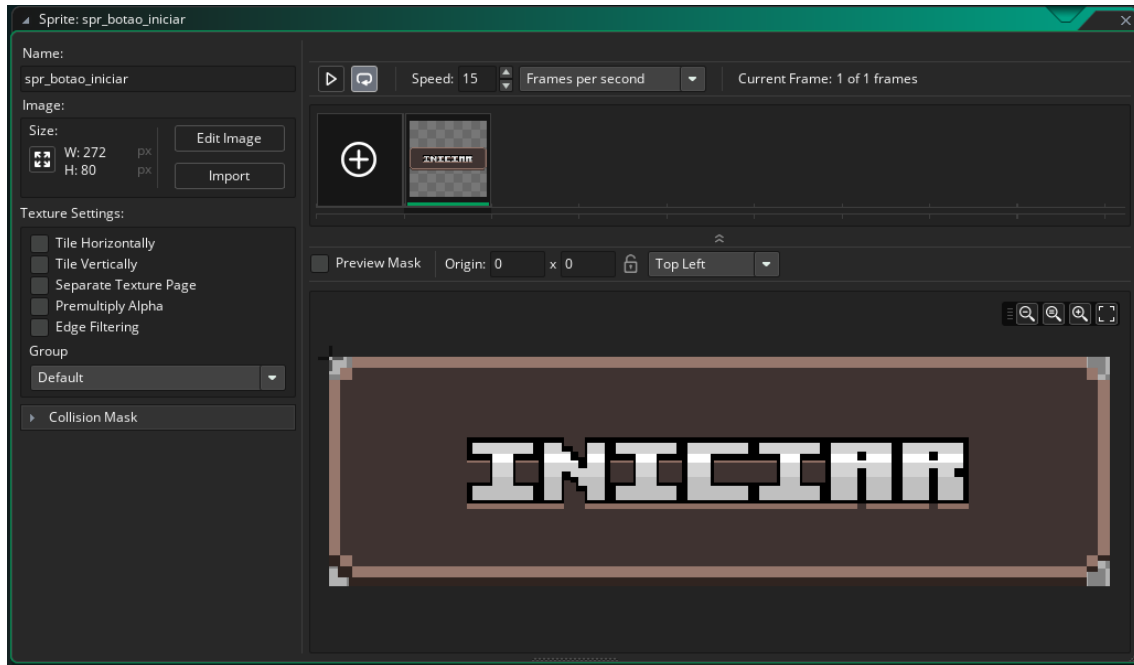 Sprite: spr_botao_iniciar
Name:
spr_botao_iniciar
Image:
Size:
W: 272 px
H: 80 px
Edit Image
Import
Texture Settings:
Tile Horizontally
Tile Vertically
Separate Texture Page
Premultiply Alpha
Edge Filtering
Group
Default
Collision Mask
Speed: 15 Frames per second Current Frame: 1 of 1 frames
INICIAR
Preview Mask Origin: 0 x 0 Top Left
INICIAR